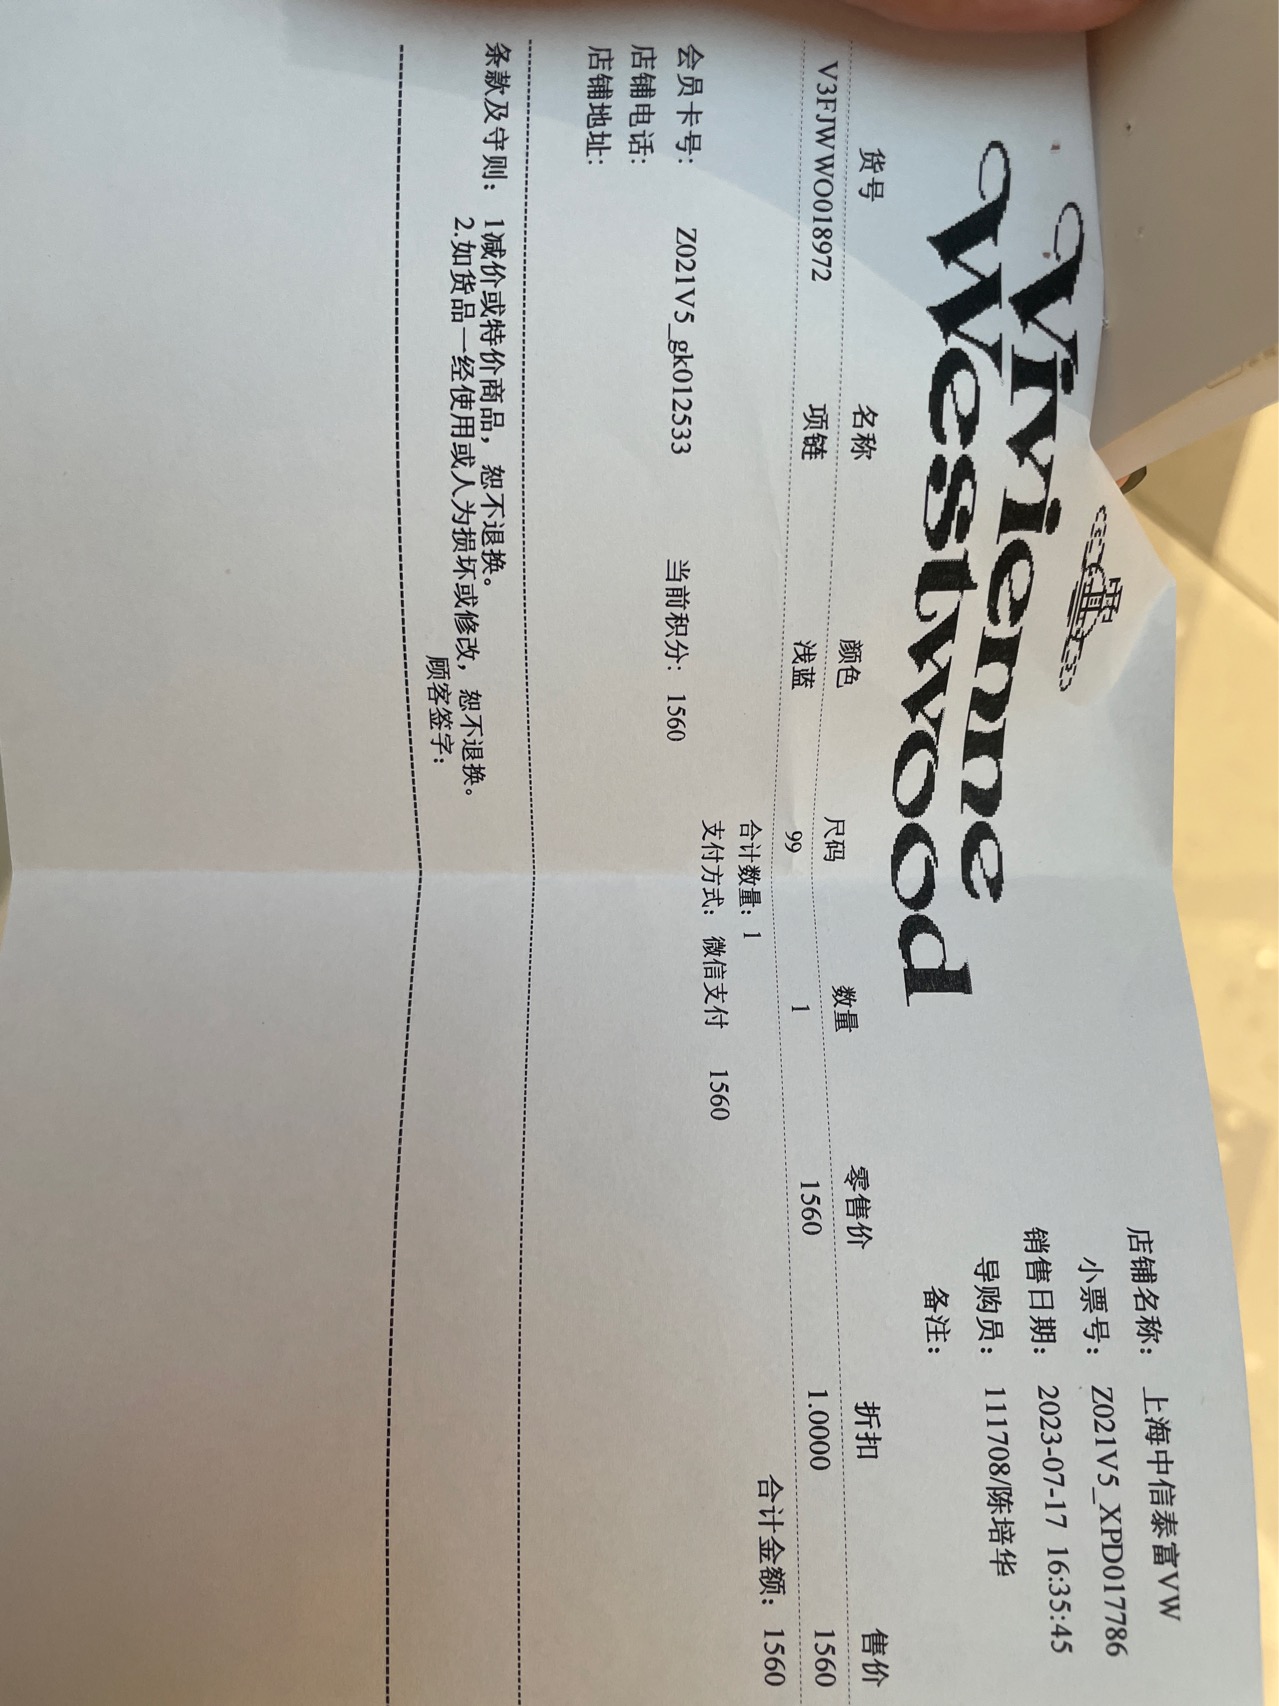 Vivienne
Westwood
店铺名称: 上海中信泰富VW
小票号: Z021V5_XPD017786
销售日期: 2023-07-17 16:35:45
导购员: 111708/陈培华
备注:
货号 名称 颜色 尺码 数量 零售价 折扣 售价
V3FJWWO018972 项链 浅蓝 99 1 1560 1.0000 1560
合计数量: 1 合计金额: 1560
支付方式: 微信支付 1560
会员卡号: Z021V5_gk012533 当前积分: 1560
店铺电话:
店铺地址:
条款及守则: 1减价或特价商品，恕不退换。
2.如货品一经使用或人为损坏或修改，恕不退换。
顾客签字: